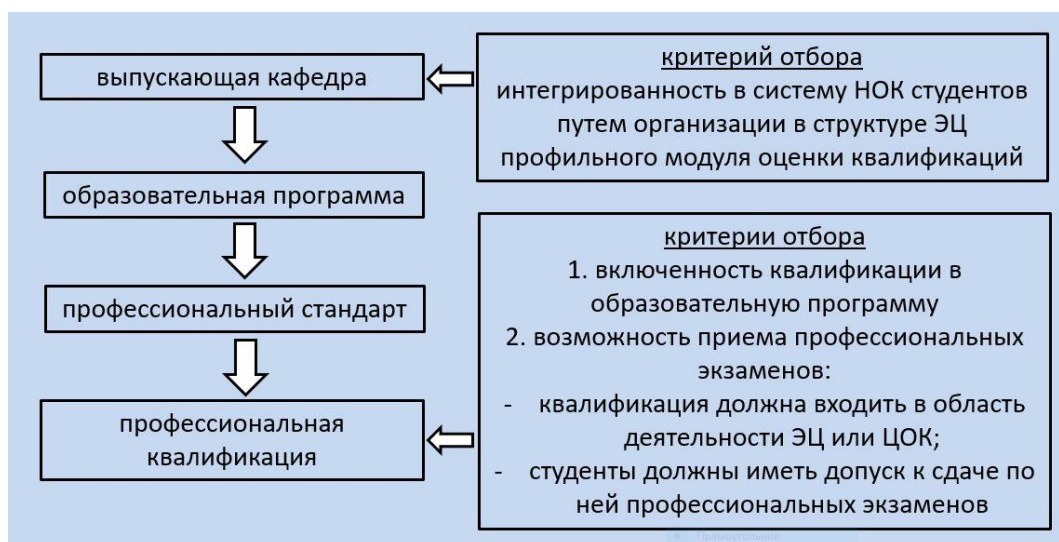 выпускающая кафедра
образовательная программа
профессиональный стандарт
профессиональная
квалификация
критерий отбора
интегрированность в систему НОК студентов
путем организации в структуре ЭЦ
профильного модуля оценки квалификаций
критерии отбора
1. включенность квалификации в
образовательную программу
2. возможность приема профессиональных
экзаменов:
- квалификация должна входить в область
деятельности ЭЦ или ЦОК;
- студенты должны иметь допуск к сдаче по
ней профессиональных экзаменов
Прямоугольник